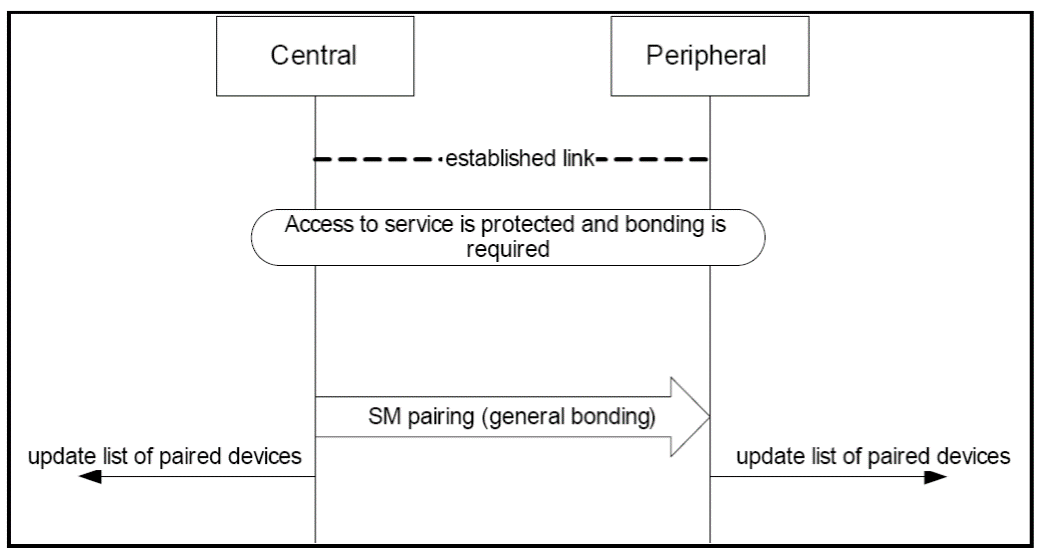 Central
Peripheral
established link
Access to service is protected and bonding is
required
SM pairing (general bonding)
update list of paired devices
update list of paired devices